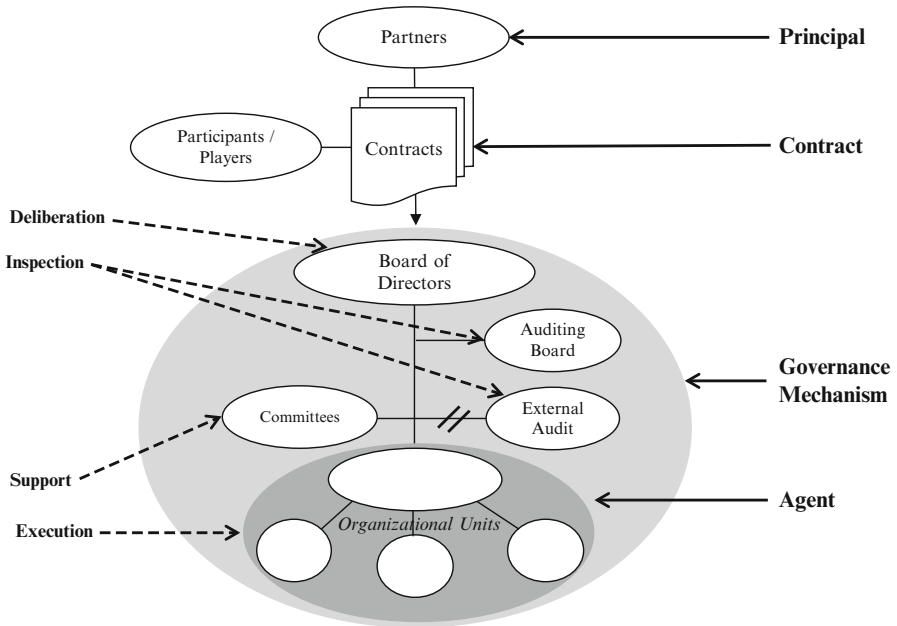 Partners
Principal
Participants /
Players
Contracts
Contract
Deliberation
Inspection
Board of
Directors
Auditing
Board
Governance
Mechanism
Committees
External
Audit
Support
Agent
Execution
Organizational Units